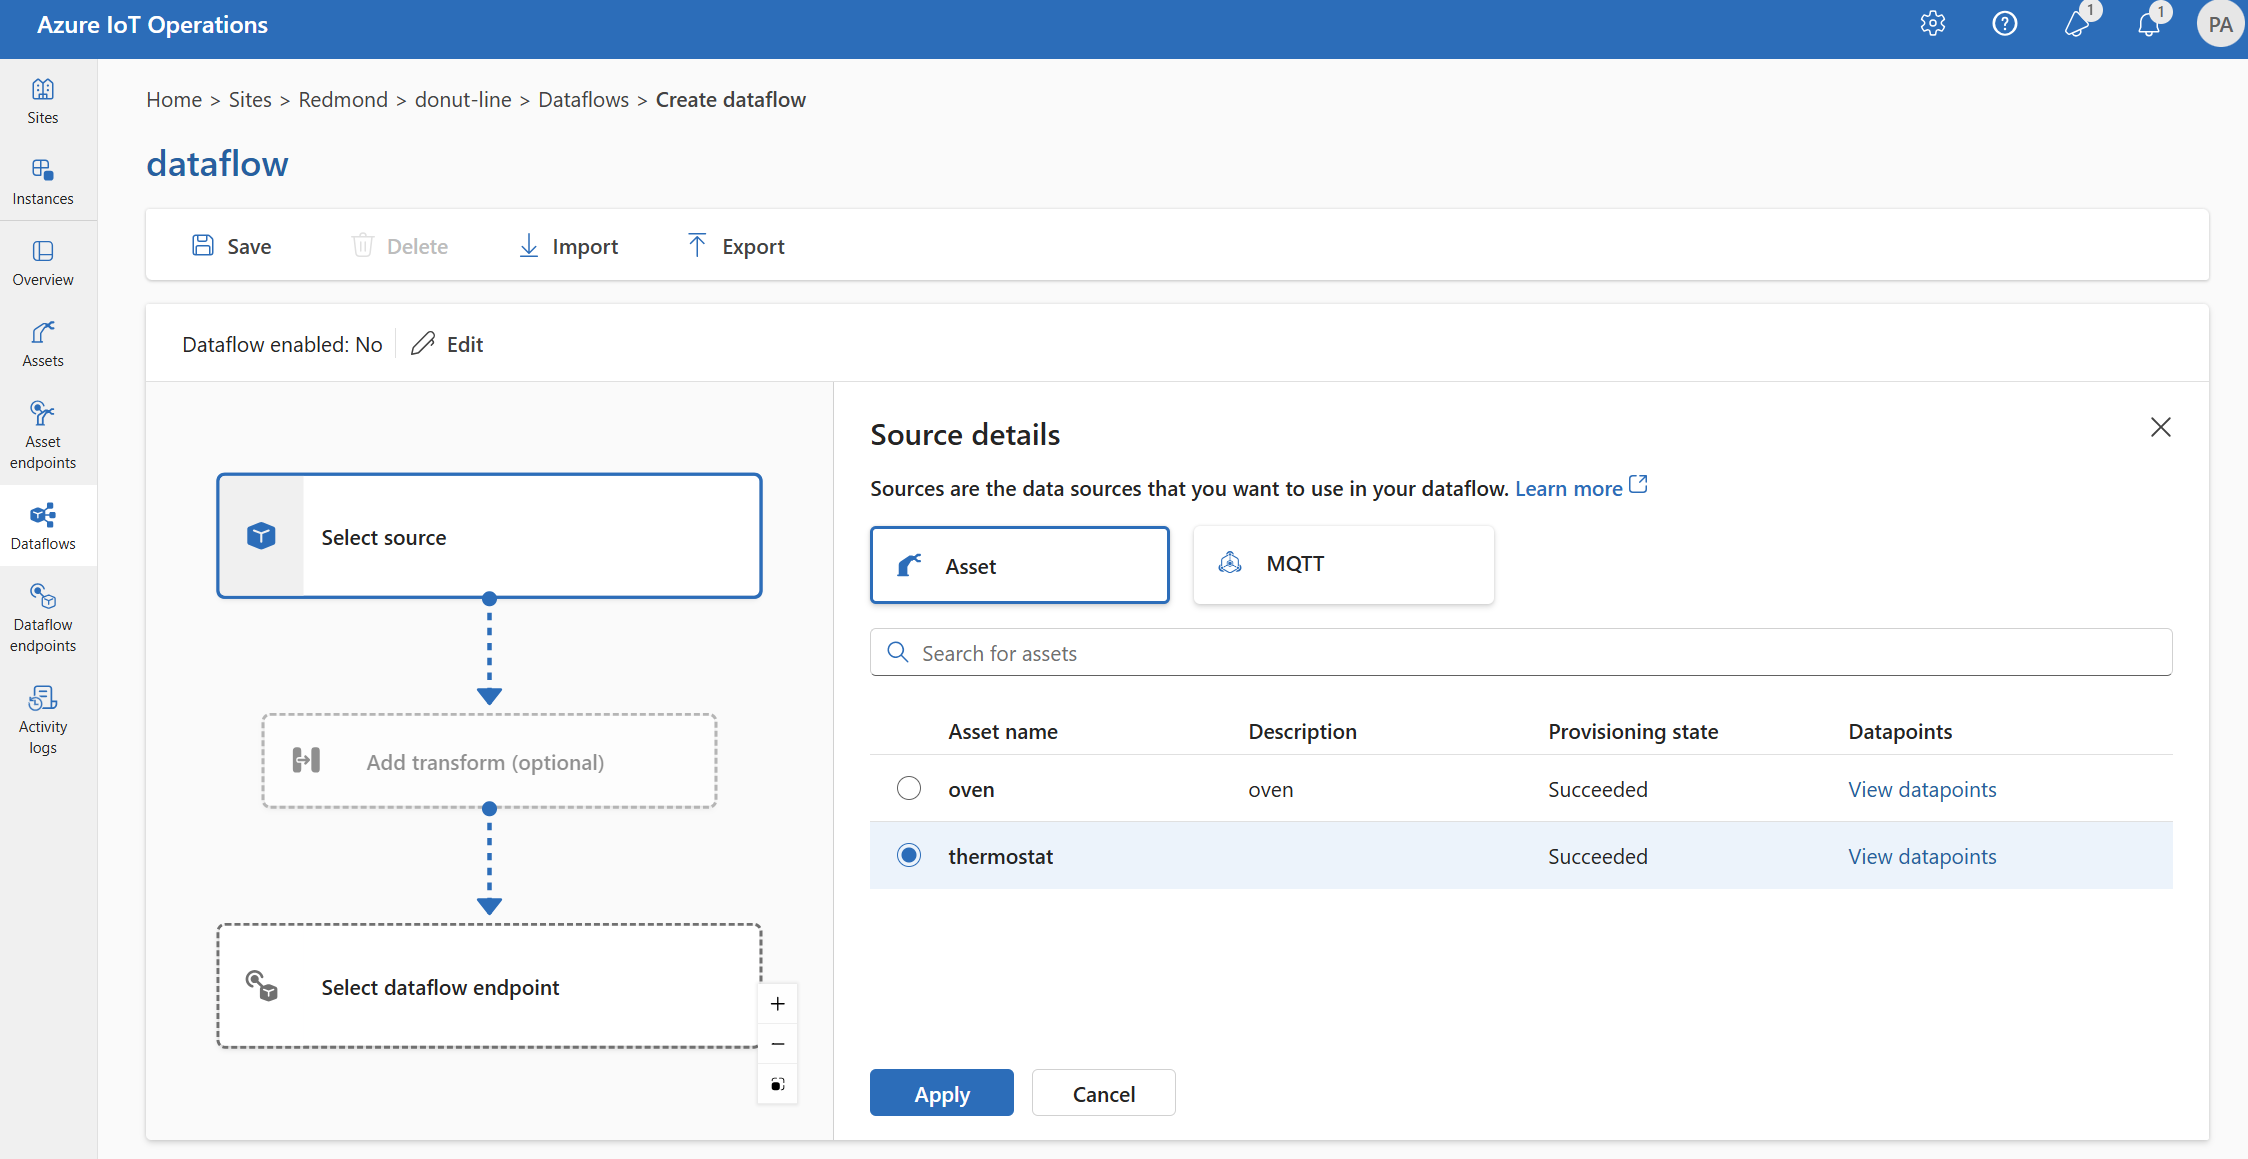 Azure IoT Operations
1
1
PA
Sites
Instances
Overview
Assets
Asset
endpoints
Dataflows
Dataflow
endpoints
Activity
logs
Home > Sites > Redmond > donut-line > Dataflows > Create dataflow
dataflow
Save
Delete
Import
Export
Dataflow enabled: No
Edit
Select source
Add transform (optional)
Select dataflow endpoint
Source details
Sources are the data sources that you want to use in your dataflow. Learn more
Asset
MQTT
Search for assets
Asset name Description Provisioning state Datapoints
oven oven Succeeded View datapoints
thermostat Succeeded View datapoints
Apply
Cancel